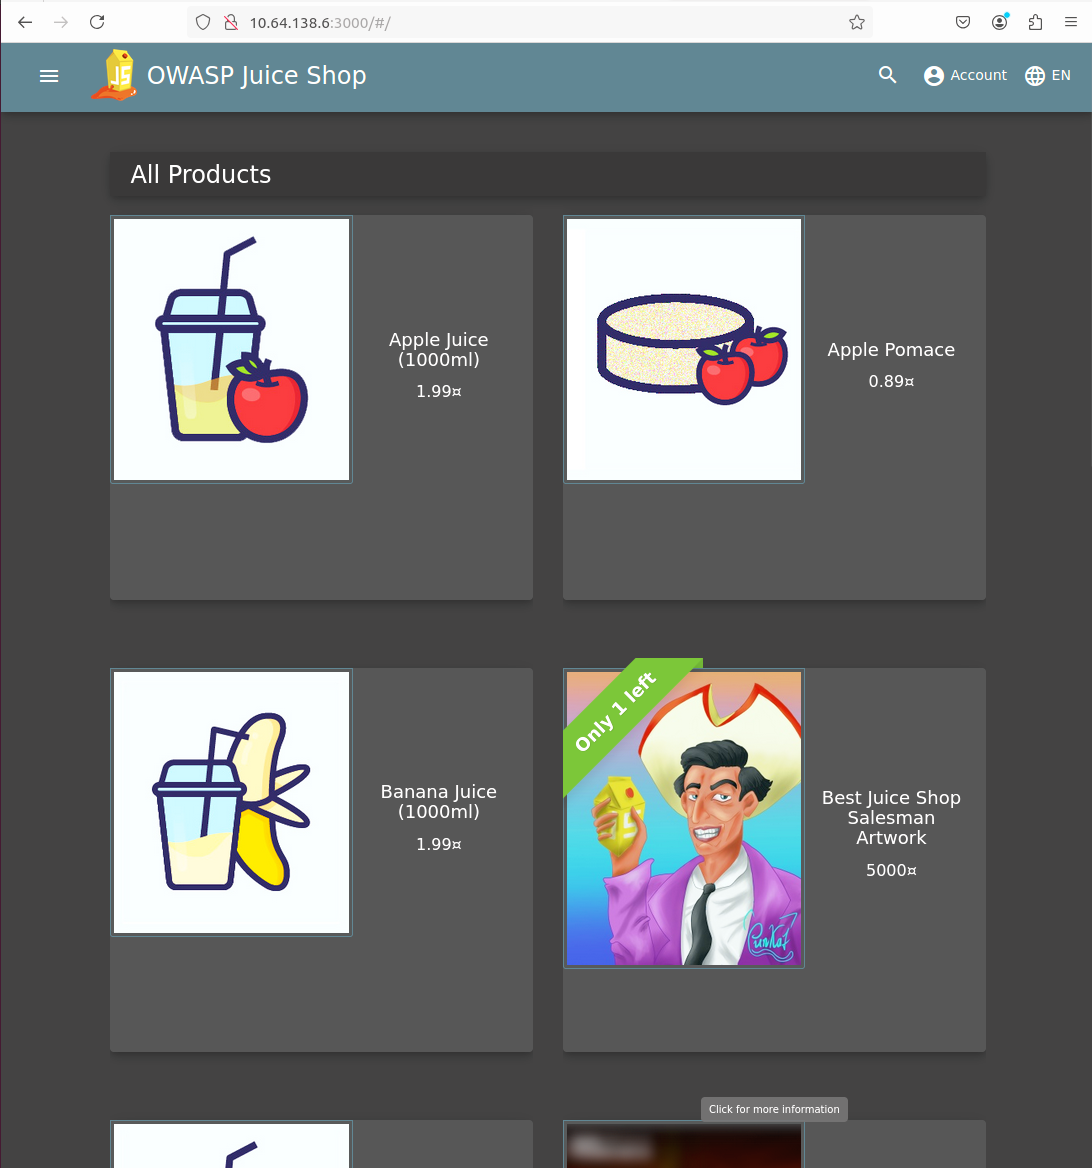 10.64.138.6:3000/#/
JS
OWASP Juice Shop
Account
EN
All Products
Apple Juice
(1000ml)
1.99¤
Apple Pomace
0.89¤
Banana Juice
(1000ml)
1.99¤
Only 1 left
Best Juice Shop
Salesman
Artwork
5000¤
Click for more information